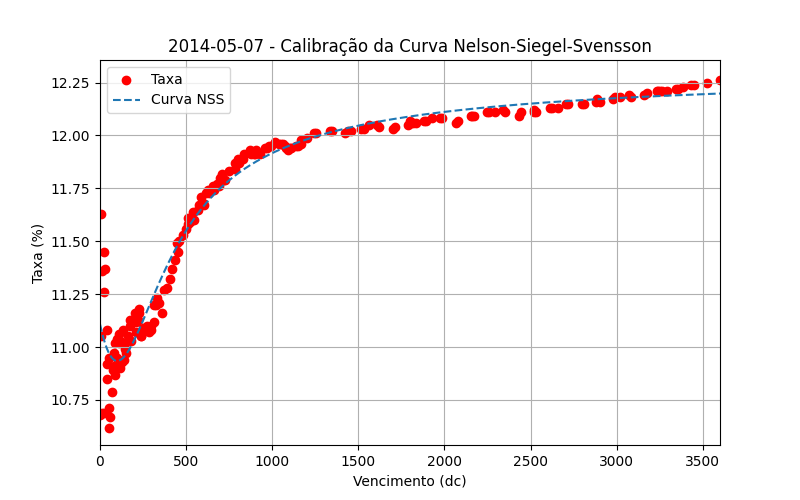 2014-05-07 - Calibração da Curva Nelson-Siegel-Svensson
Taxa
Curva NSS
Taxa (%)
12.25
12.00
11.75
11.50
11.25
11.00
10.75
0 500 1000 1500 2000 2500 3000 3500
Vencimento (dc)